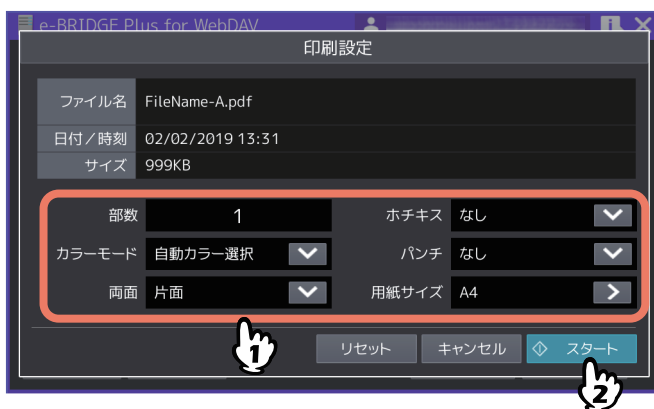 e-BRIDGE Plus for WebDAV
印刷設定
ファイル名 FileName-A.pdf
日付／時刻 02/02/2019 13:31
サイズ 999KB
部数 1 ホチキス なし
カラーモード 自動カラー選択 パンチ なし
両面 片面 用紙サイズ A4
リセット キャンセル スタート
1
2